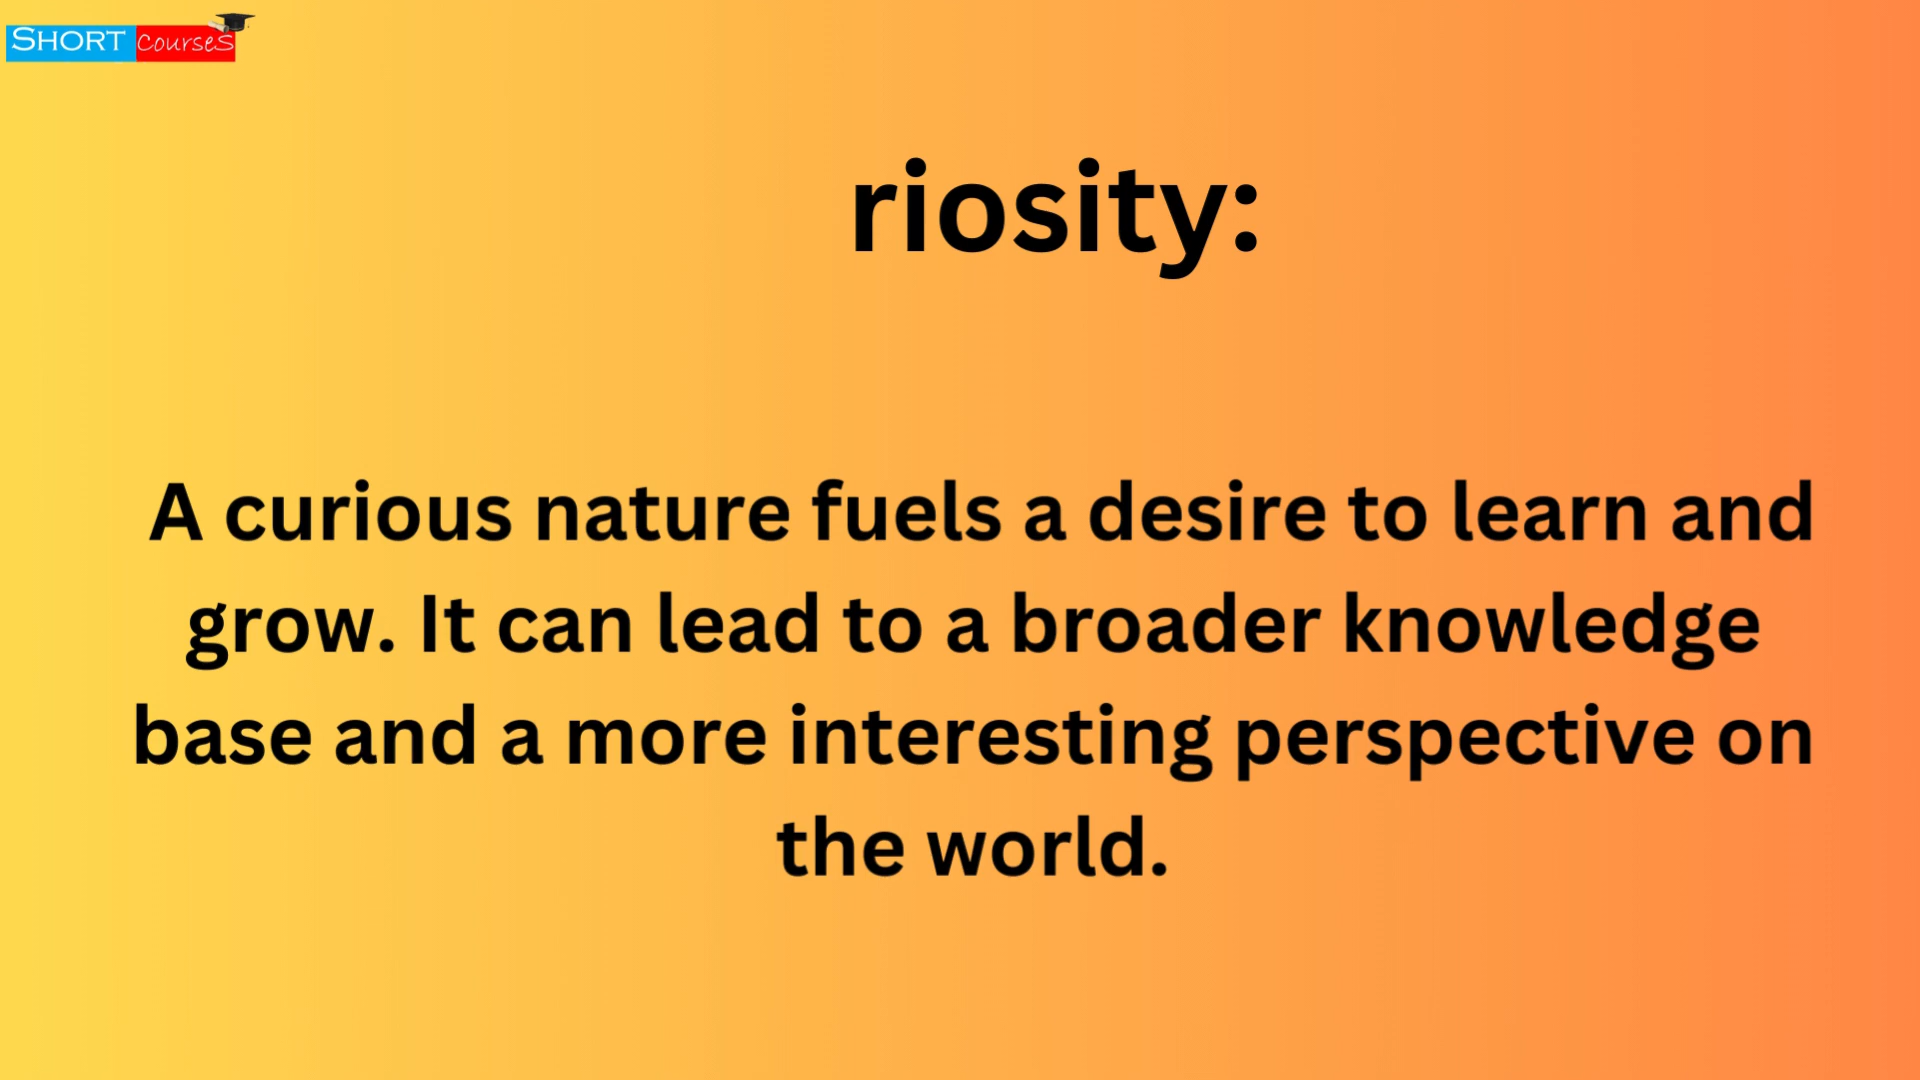 SHORT CourseS
riosity:
A curious nature fuels a desire to learn and
grow. It can lead to a broader knowledge
base and a more interesting perspective on
the world.